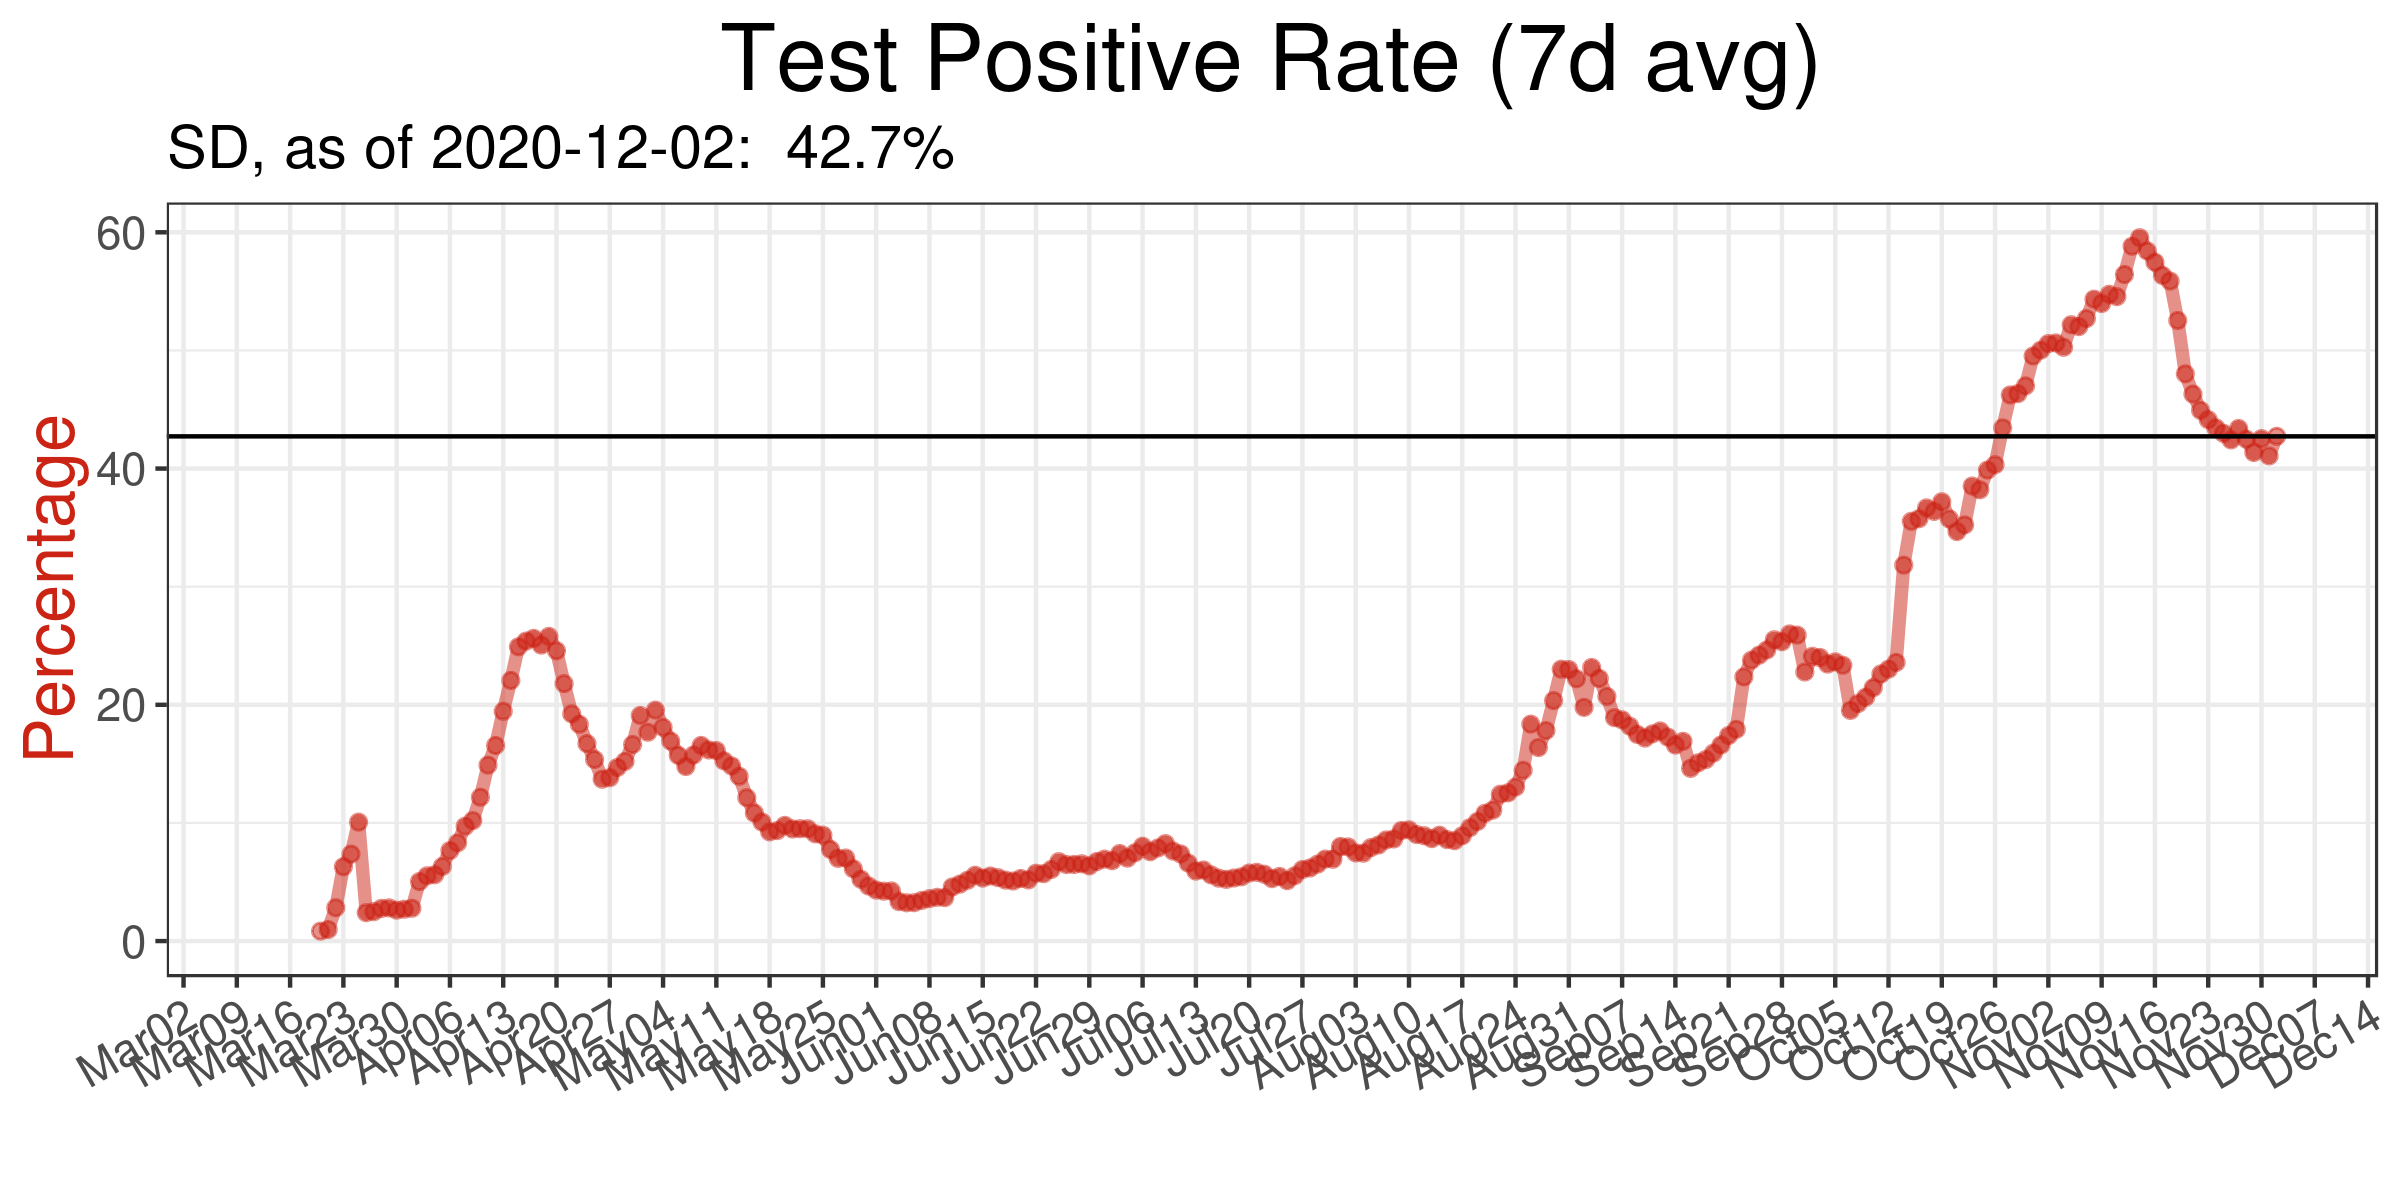 Test Positive Rate (7d avg)
SD, as of 2020-12-02:  42.7%
Percentage
60
40
20
0
Mar02
Mar09
Mar16
Mar23
Mar30
Apr06
Apr13
Apr20
Apr27
May04
May11
May18
May25
Jun01
Jun08
Jun15
Jun22
Jun29
Jul06
Jul13
Jul20
Jul27
Aug03
Aug10
Aug17
Aug24
Aug31
Sep07
Sep14
Sep21
Sep28
Oct05
Oct12
Oct19
Oct26
Nov02
Nov09
Nov16
Nov23
Nov30
Dec07
Dec14